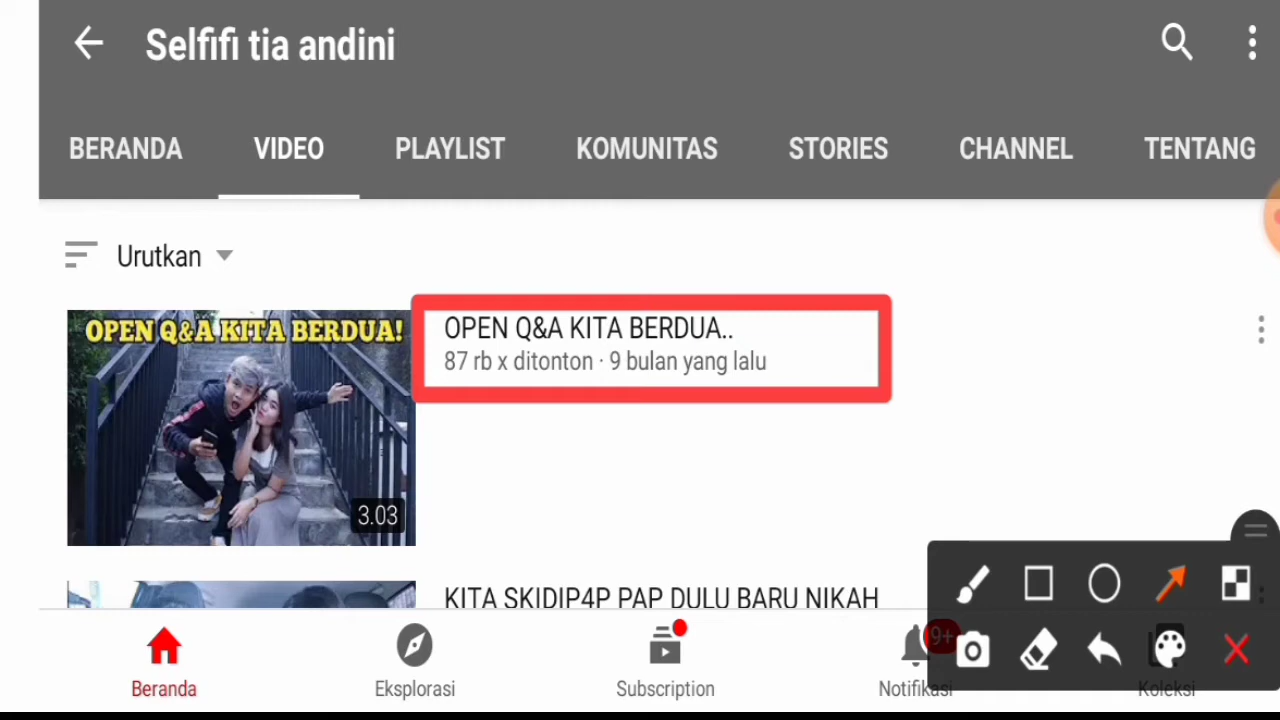 Selfifi tia andini
BERANDA VIDEO PLAYLIST KOMUNITAS STORIES CHANNEL TENTANG
Urutkan
OPEN Q&A KITA BERDUA!
3.03
OPEN Q&A KITA BERDUA..
87 rb x ditonton · 9 bulan yang lalu
KITA SKIDIP4P PAP DULU BARU NIKAH
9+
Beranda Eksplorasi Subscription Notifikasi Koleksi